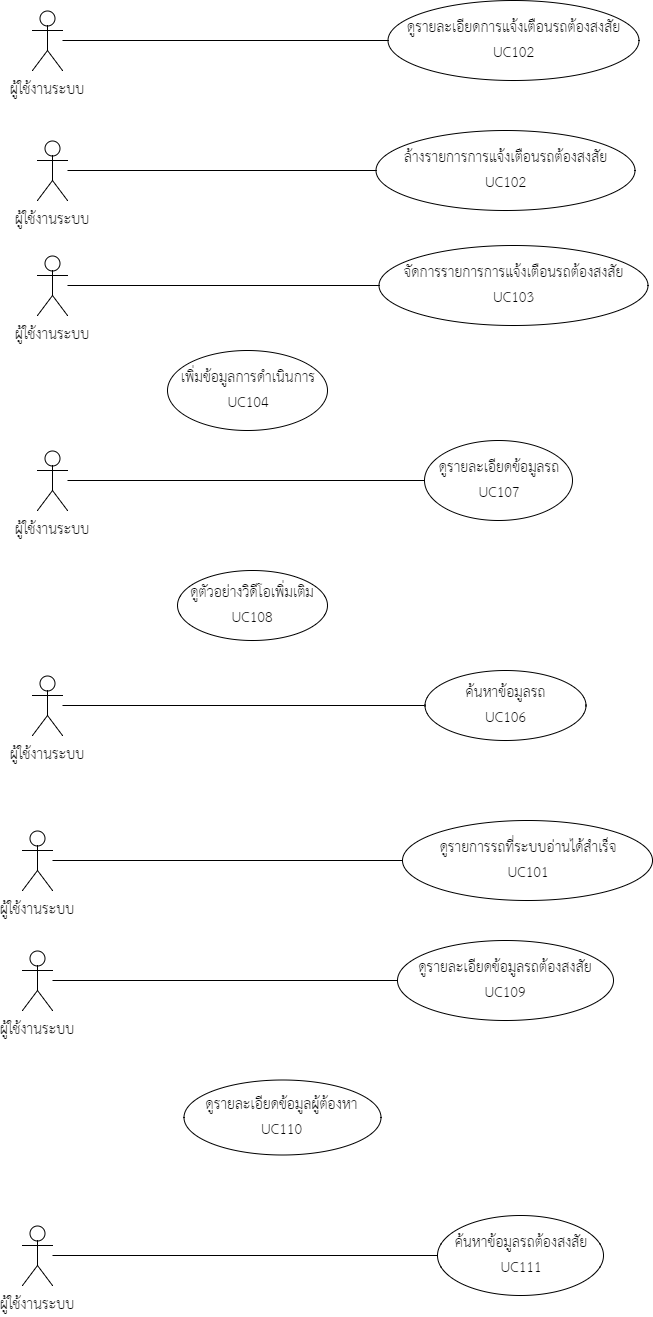 ดูรายละเอียดการแจ้งเตือนรถต้องสงสัย
UC102
ผู้ใช้งานระบบ
ล้างรายการการแจ้งเตือนรถต้องสงสัย
UC102
ผู้ใช้งานระบบ
จัดการรายการการแจ้งเตือนรถต้องสงสัย
UC103
ผู้ใช้งานระบบ
เพิ่มข้อมูลการดำเนินการ
UC104
ดูรายละเอียดข้อมูลรถ
UC107
ผู้ใช้งานระบบ
ดูตัวอย่างวิดีโอเพิ่มเติม
UC108
ค้นหาข้อมูลรถ
UC106
ผู้ใช้งานระบบ
ดูรายการรถที่ระบบอ่านได้สำเร็จ
UC101
ผู้ใช้งานระบบ
ดูรายละเอียดข้อมูลรถต้องสงสัย
UC109
ผู้ใช้งานระบบ
ดูรายละเอียดข้อมูลผู้ต้องหา
UC110
ค้นหาข้อมูลรถต้องสงสัย
UC111
ผู้ใช้งานระบบ